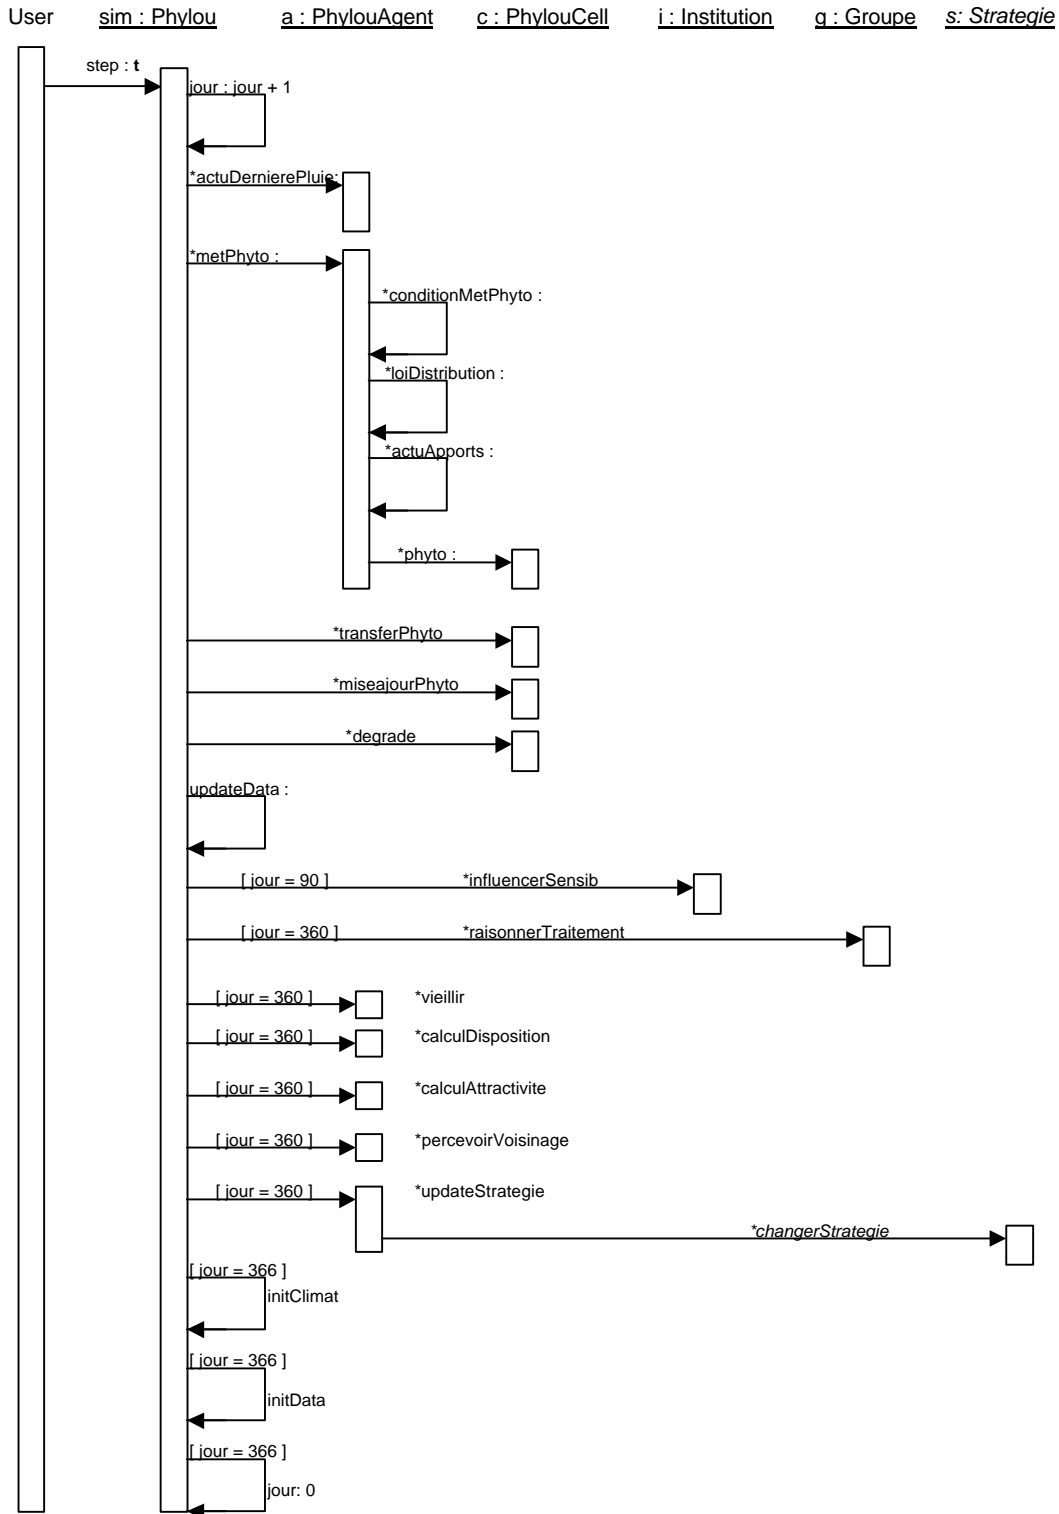 User sim : Phylou a : PhylouAgent c : PhylouCell i : Institution g : Groupe s: Strategie
step : t
jour : jour + 1
*actuDernierePluie:
*metPhyto :
*conditionMetPhyto :
*loiDistribution :
*actuApports :
*phyto :
*transferPhyto
*miseajourPhyto
*degrade
updateData :
[ jour = 90 ] *influencerSensib
[ jour = 360 ] *raisonnerTraitement
[ jour = 360 ] *vieillir
[ jour = 360 ] *calculDisposition
[ jour = 360 ] *calculAttractivite
[ jour = 360 ] *percevoirVoisinage
[ jour = 360 ] *updateStrategie
*changerStrategie
[ jour = 366 ]
initClimat
[ jour = 366 ]
initData
[ jour = 366 ]
jour: 0